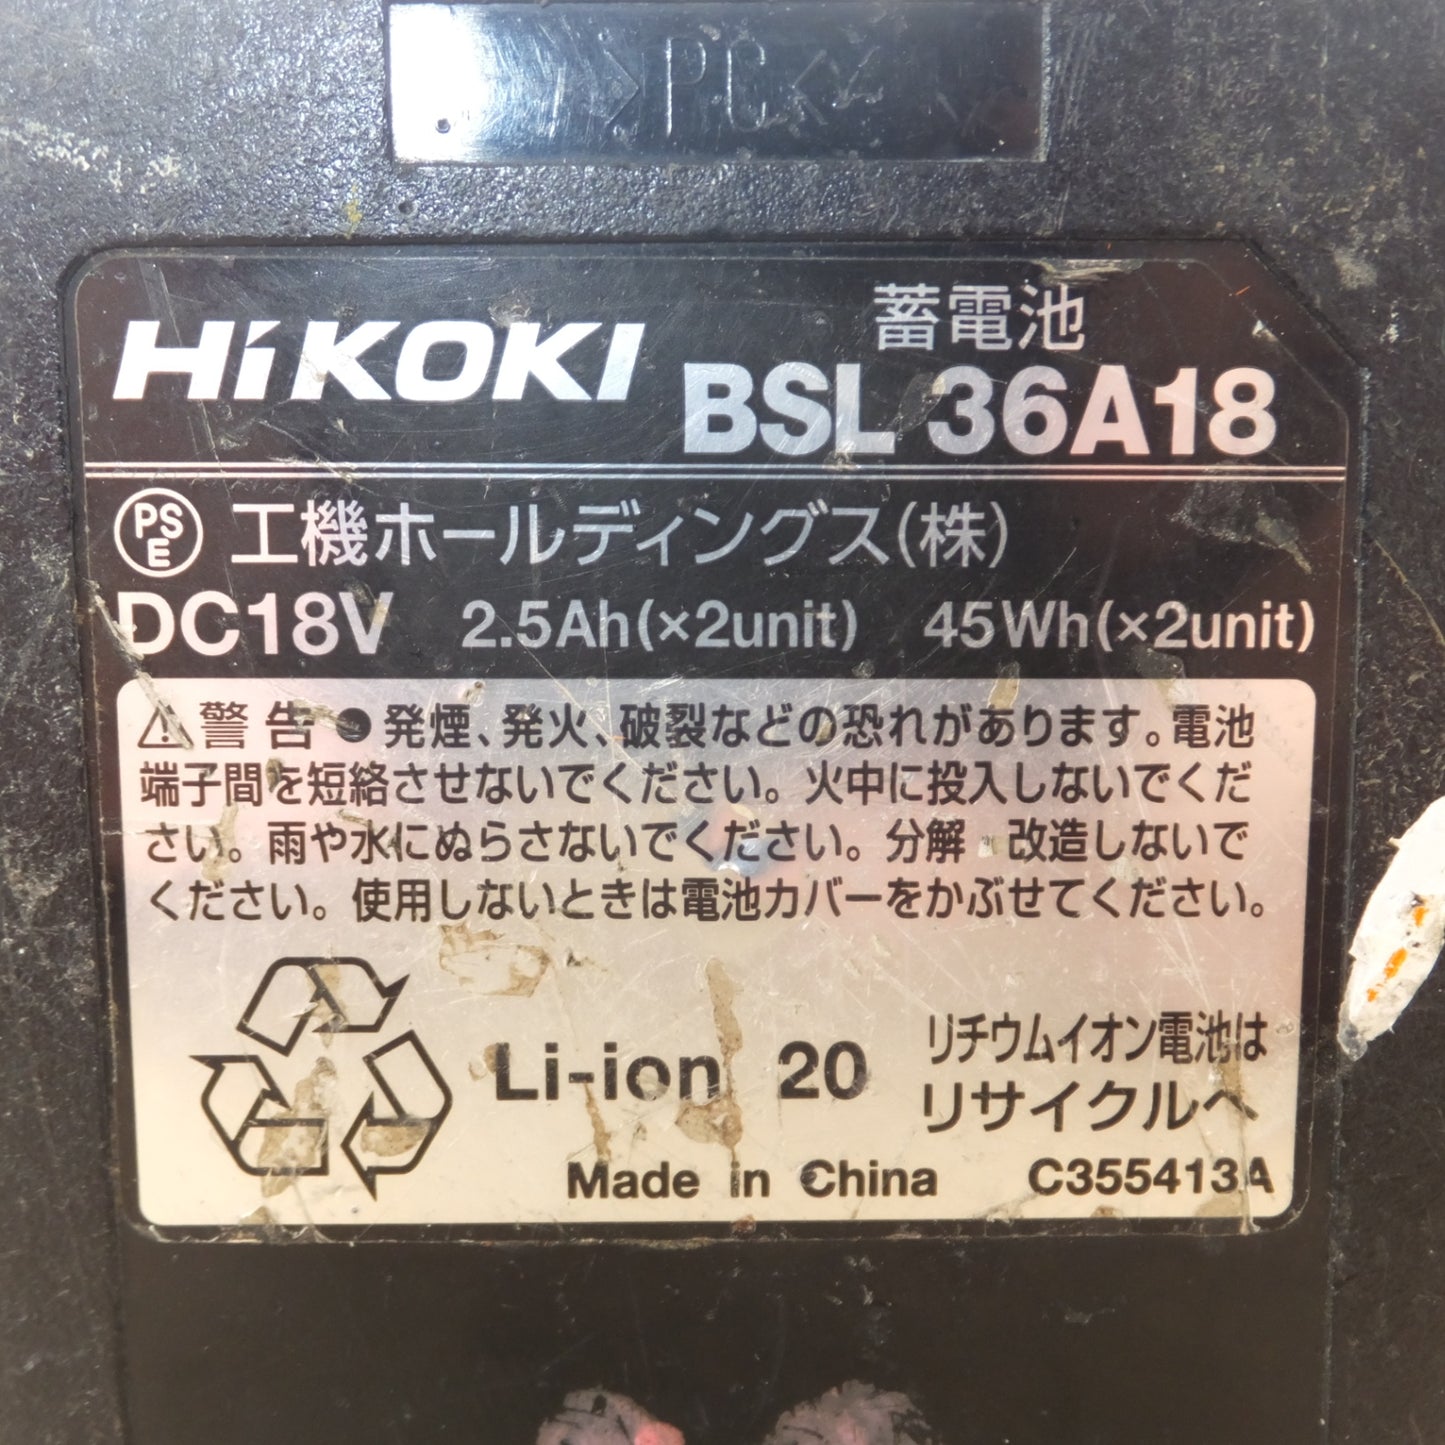 >PC<
HiKOKI
蓄電池
BSL 36A18
PSE 工機ホールディングス(株)
DC18V 2.5Ah(×2unit) 45Wh(×2unit)
⚠警告 ●発煙、発火、破裂などの恐れがあります。電池
端子間を短絡させないでください。火中に投入しないでくだ
さい。雨や水にぬらさないでください。分解 改造しないで
ください。使用しないときは電池カバーをかぶせてください。
Li-ion 20
リチウムイオン電池は
リサイクルへ
Made in China C355413A